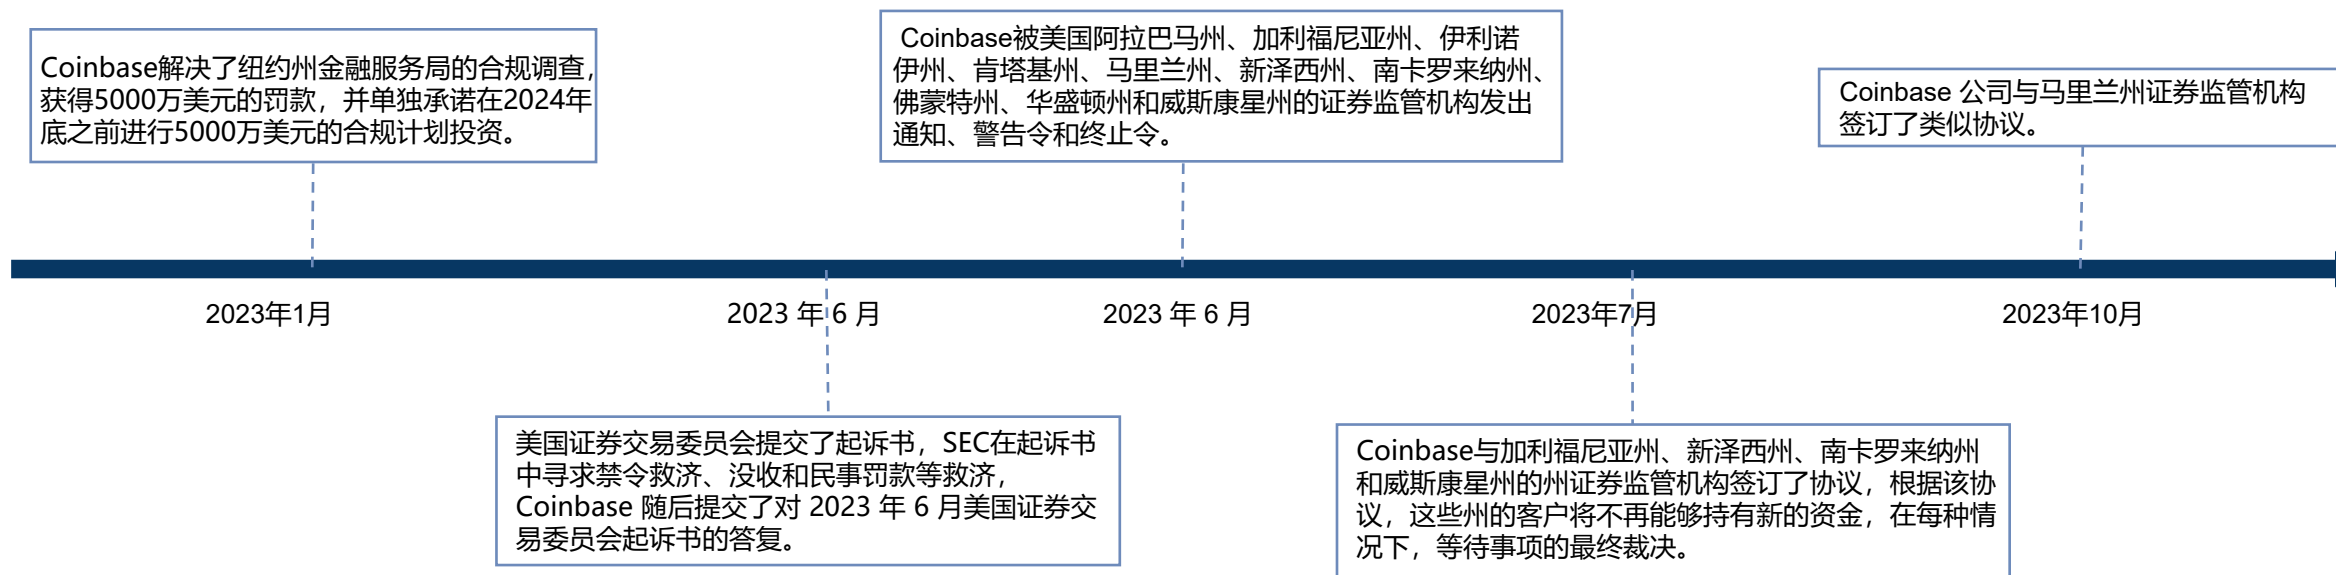 Coinbase解决了纽约州金融服务局的合规调查，
获得5000万美元的罚款，并单独承诺在2024年
底之前进行5000万美元的合规计划投资。
Coinbase被美国阿拉巴马州、加利福尼亚州、伊利诺
伊州、肯塔基州、马里兰州、新泽西州、南卡罗来纳州、
佛蒙特州、华盛顿州和威斯康星州的证券监管机构发出
通知、警告令和终止令。
Coinbase 公司与马里兰州证券监管机构
签订了类似协议。
2023年1月
2023 年 6 月
2023 年 6 月
2023年7月
2023年10月
美国证券交易委员会提交了起诉书，SEC在起诉书
中寻求禁令救济、没收和民事罚款等救济，
Coinbase 随后提交了对 2023 年 6 月美国证券交
易委员会起诉书的答复。
Coinbase与加利福尼亚州、新泽西州、南卡罗来纳州
和威斯康星州的州证券监管机构签订了协议，根据该协
议，这些州的客户将不再能够持有新的资金，在每种情
况下，等待事项的最终裁决。